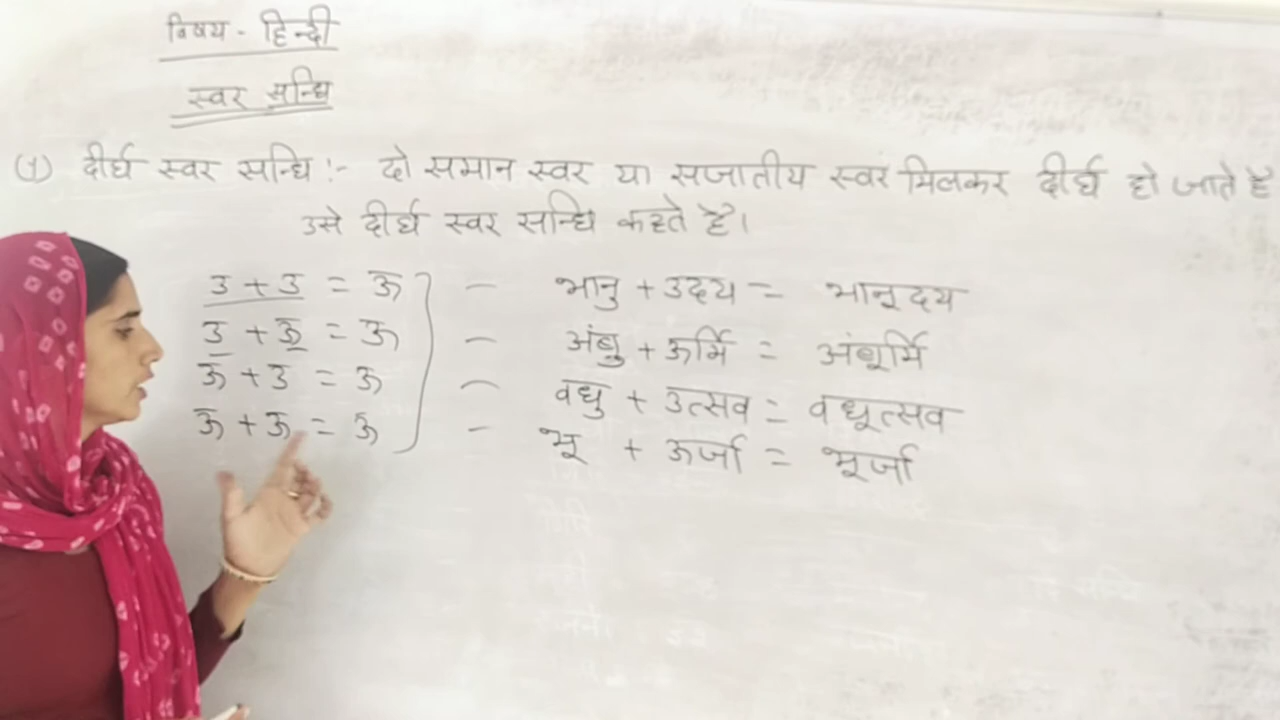 विषय - हिन्दी
स्वर सन्धि
(1) दीर्घ स्वर सन्धि :- दो समान स्वर या सजातीय स्वर मिलकर दीर्घ हो जाते है
उसे दीर्घ स्वर सन्धि कहते है।
उ + उ = ऊ - भानु + उदय = भानूदय
उ + ऊ = ऊ - अंबु + ऊर्मि = अंबूर्मि
ऊ + उ = ऊ - वधु + उत्सव = वधूत्सव
ऊ + ऊ = ऊ - भू + ऊर्जा = भूर्जा